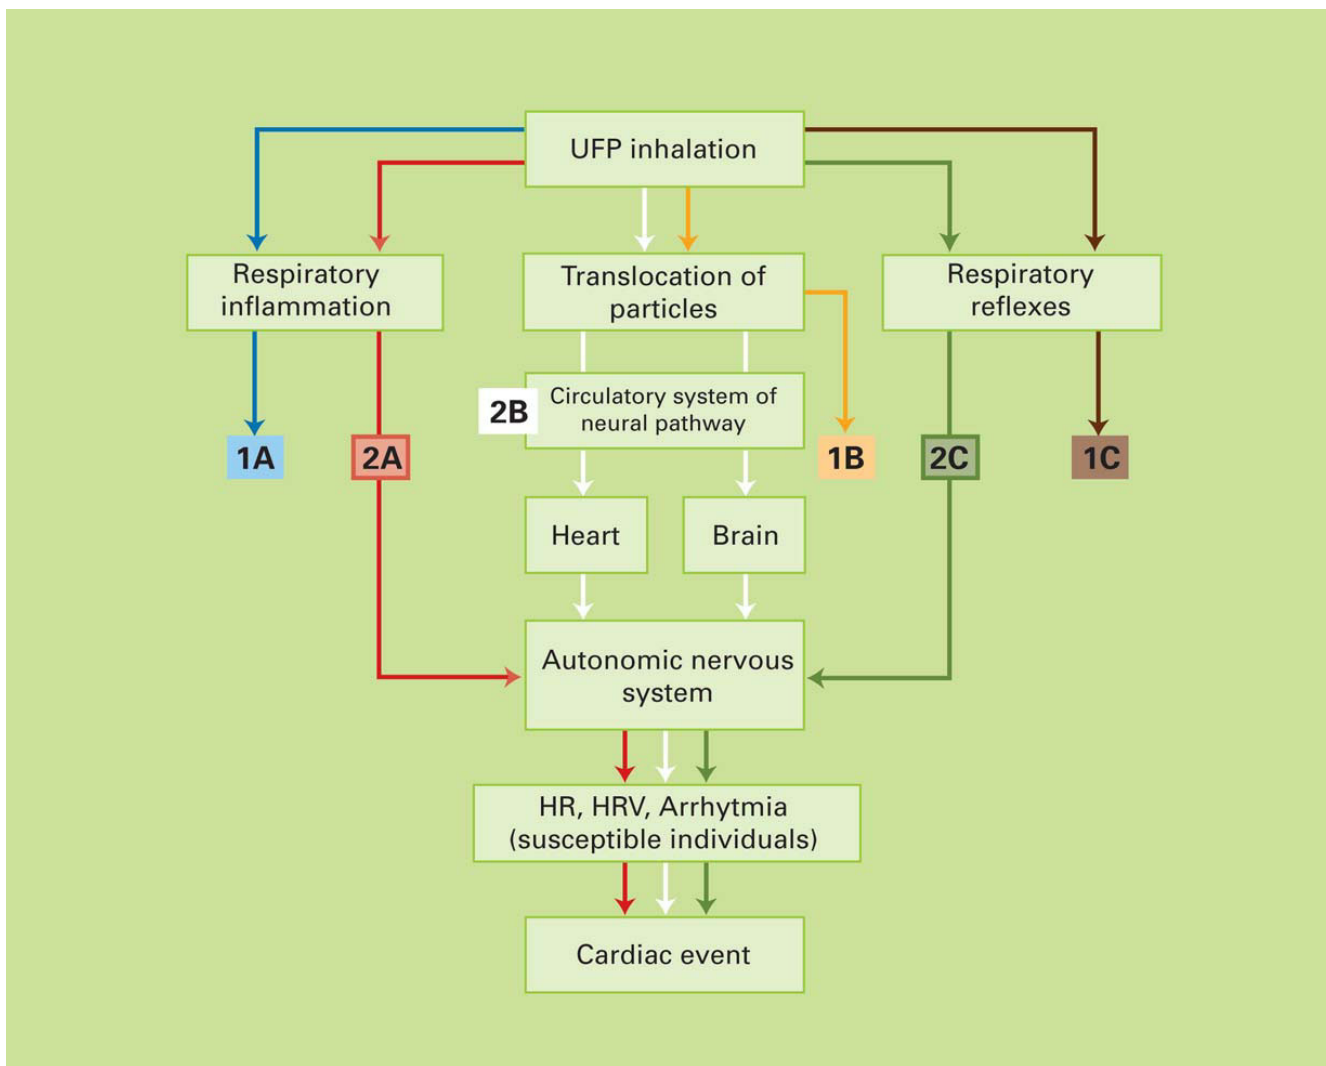 UFP inhalation
Respiratory
inflammation
Translocation of
particles
Respiratory
reflexes
2B
Circulatory system of
neural pathway
1A
2A
1B
2C
1C
Heart
Brain
Autonomic nervous
system
HR, HRV, Arrhytmia
(susceptible individuals)
Cardiac event